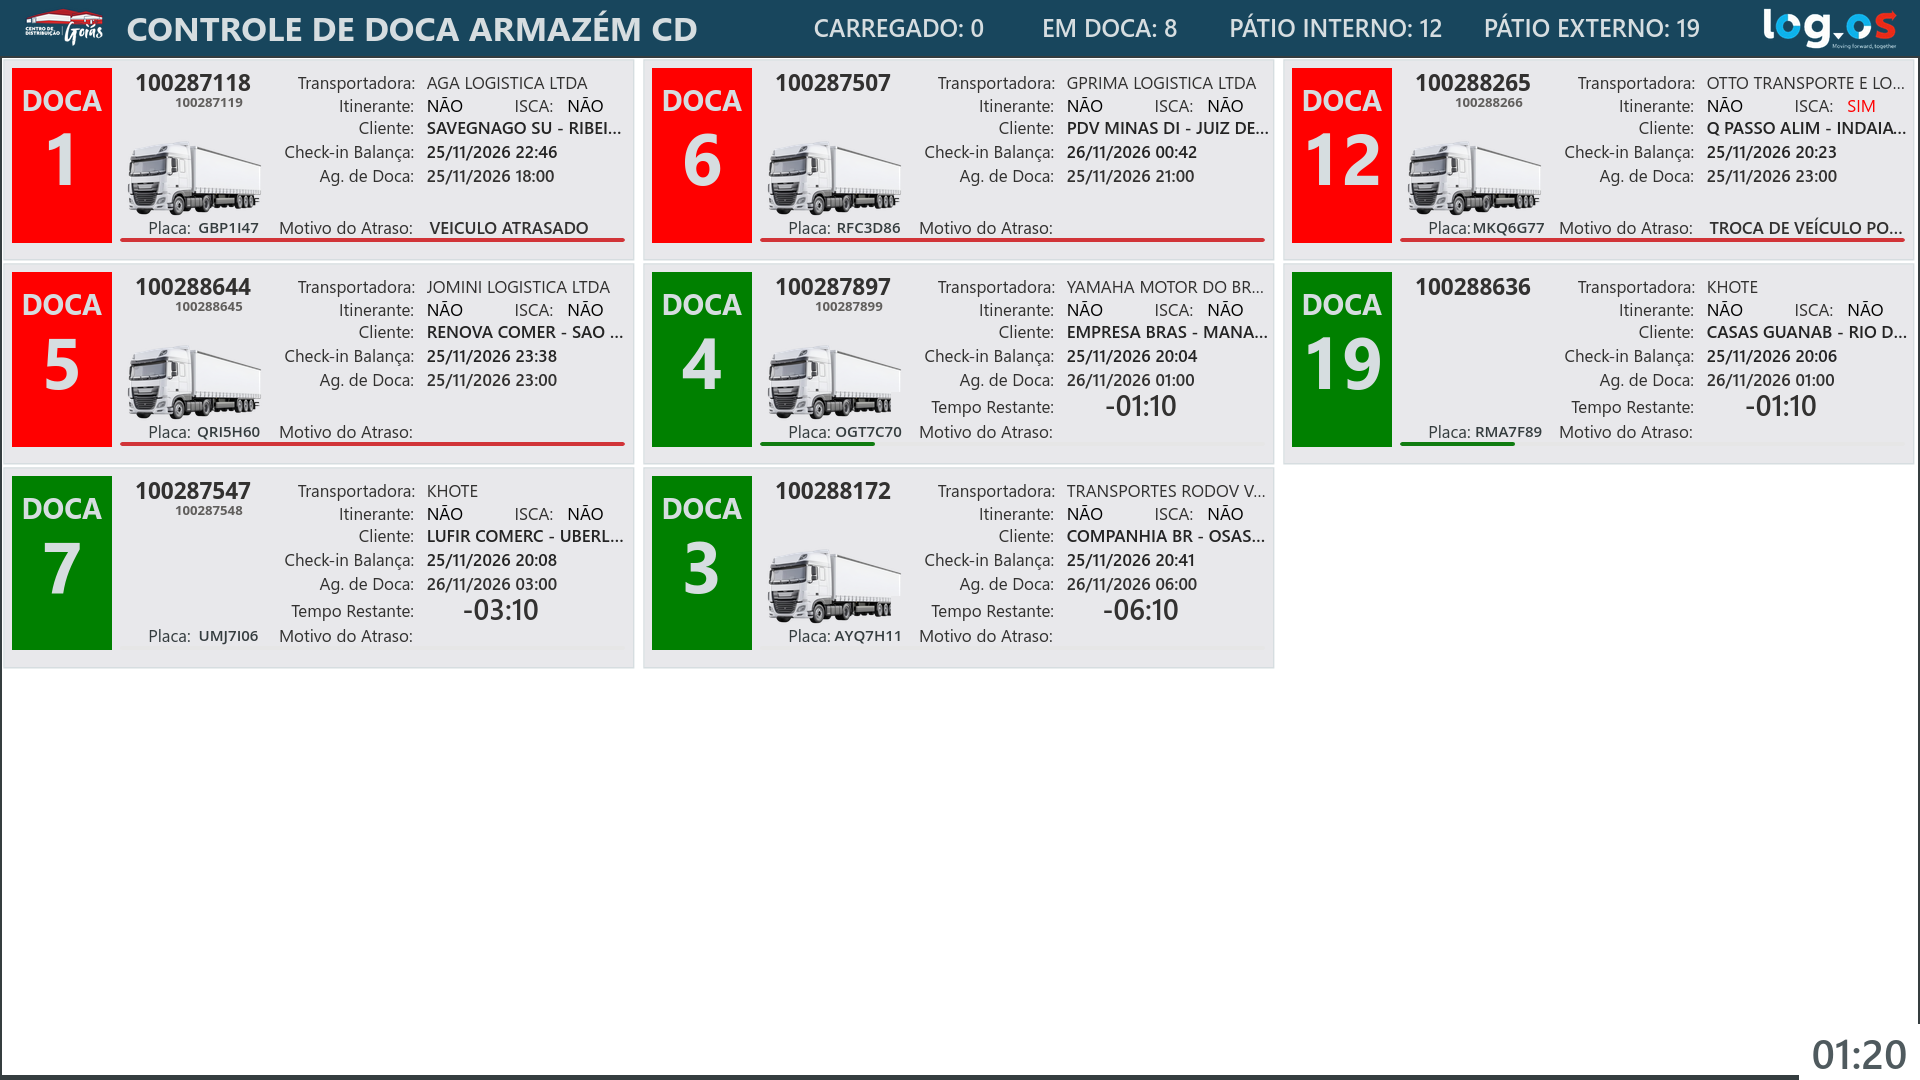 CENTRO DE DISTRIBUIÇÃO Goiás
CONTROLE DE DOCA ARMAZÉM CD
CARREGADO: 0
EM DOCA: 8
PÁTIO INTERNO: 12
PÁTIO EXTERNO: 19
log.os
Moving forward, together
DOCA
1
100287118
100287119
Transportadora: AGA LOGISTICA LTDA
Itinerante: NÃO ISCA: NÃO
Cliente: SAVEGNAGO SU - RIBEI...
Check-in Balança: 25/11/2026 22:46
Ag. de Doca: 25/11/2026 18:00
Placa: GBP1I47 Motivo do Atraso: VEICULO ATRASADO
DOCA
6
100287507
Transportadora: GPRIMA LOGISTICA LTDA
Itinerante: NÃO ISCA: NÃO
Cliente: PDV MINAS DI - JUIZ DE...
Check-in Balança: 26/11/2026 00:42
Ag. de Doca: 25/11/2026 21:00
Placa: RFC3D86 Motivo do Atraso:
DOCA
12
100288265
100288266
Transportadora: OTTO TRANSPORTE E LO...
Itinerante: NÃO ISCA: SIM
Cliente: Q PASSO ALIM - INDAIA...
Check-in Balança: 25/11/2026 20:23
Ag. de Doca: 25/11/2026 23:00
Placa: MKQ6G77 Motivo do Atraso: TROCA DE VEÍCULO PO...
DOCA
5
100288644
100288645
Transportadora: JOMINI LOGISTICA LTDA
Itinerante: NÃO ISCA: NÃO
Cliente: RENOVA COMER - SAO ...
Check-in Balança: 25/11/2026 23:38
Ag. de Doca: 25/11/2026 23:00
Placa: QRI5H60 Motivo do Atraso:
DOCA
4
100287897
100287899
Transportadora: YAMAHA MOTOR DO BR...
Itinerante: NÃO ISCA: NÃO
Cliente: EMPRESA BRAS - MANA...
Check-in Balança: 25/11/2026 20:04
Ag. de Doca: 26/11/2026 01:00
Tempo Restante: -01:10
Placa: OGT7C70 Motivo do Atraso:
DOCA
19
100288636
Transportadora: KHOTE
Itinerante: NÃO ISCA: NÃO
Cliente: CASAS GUANAB - RIO D...
Check-in Balança: 25/11/2026 20:06
Ag. de Doca: 26/11/2026 01:00
Tempo Restante: -01:10
Placa: RMA7F89 Motivo do Atraso:
DOCA
7
100287547
100287548
Transportadora: KHOTE
Itinerante: NÃO ISCA: NÃO
Cliente: LUFIR COMERC - UBERL...
Check-in Balança: 25/11/2026 20:08
Ag. de Doca: 26/11/2026 03:00
Tempo Restante: -03:10
Placa: UMJ7I06 Motivo do Atraso:
DOCA
3
100288172
Transportadora: TRANSPORTES RODOV V...
Itinerante: NÃO ISCA: NÃO
Cliente: COMPANHIA BR - OSAS...
Check-in Balança: 25/11/2026 20:41
Ag. de Doca: 26/11/2026 06:00
Tempo Restante: -06:10
Placa: AYQ7H11 Motivo do Atraso:
01:20